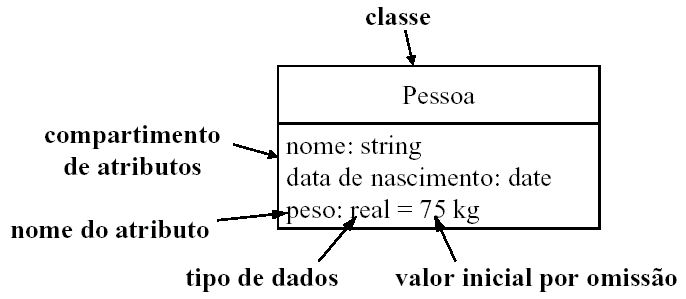 classe
Pessoa
compartimento
de atributos
nome: string
data de nascimento: date
peso: real = 75 kg
nome do atributo
tipo de dados
valor inicial por omissão